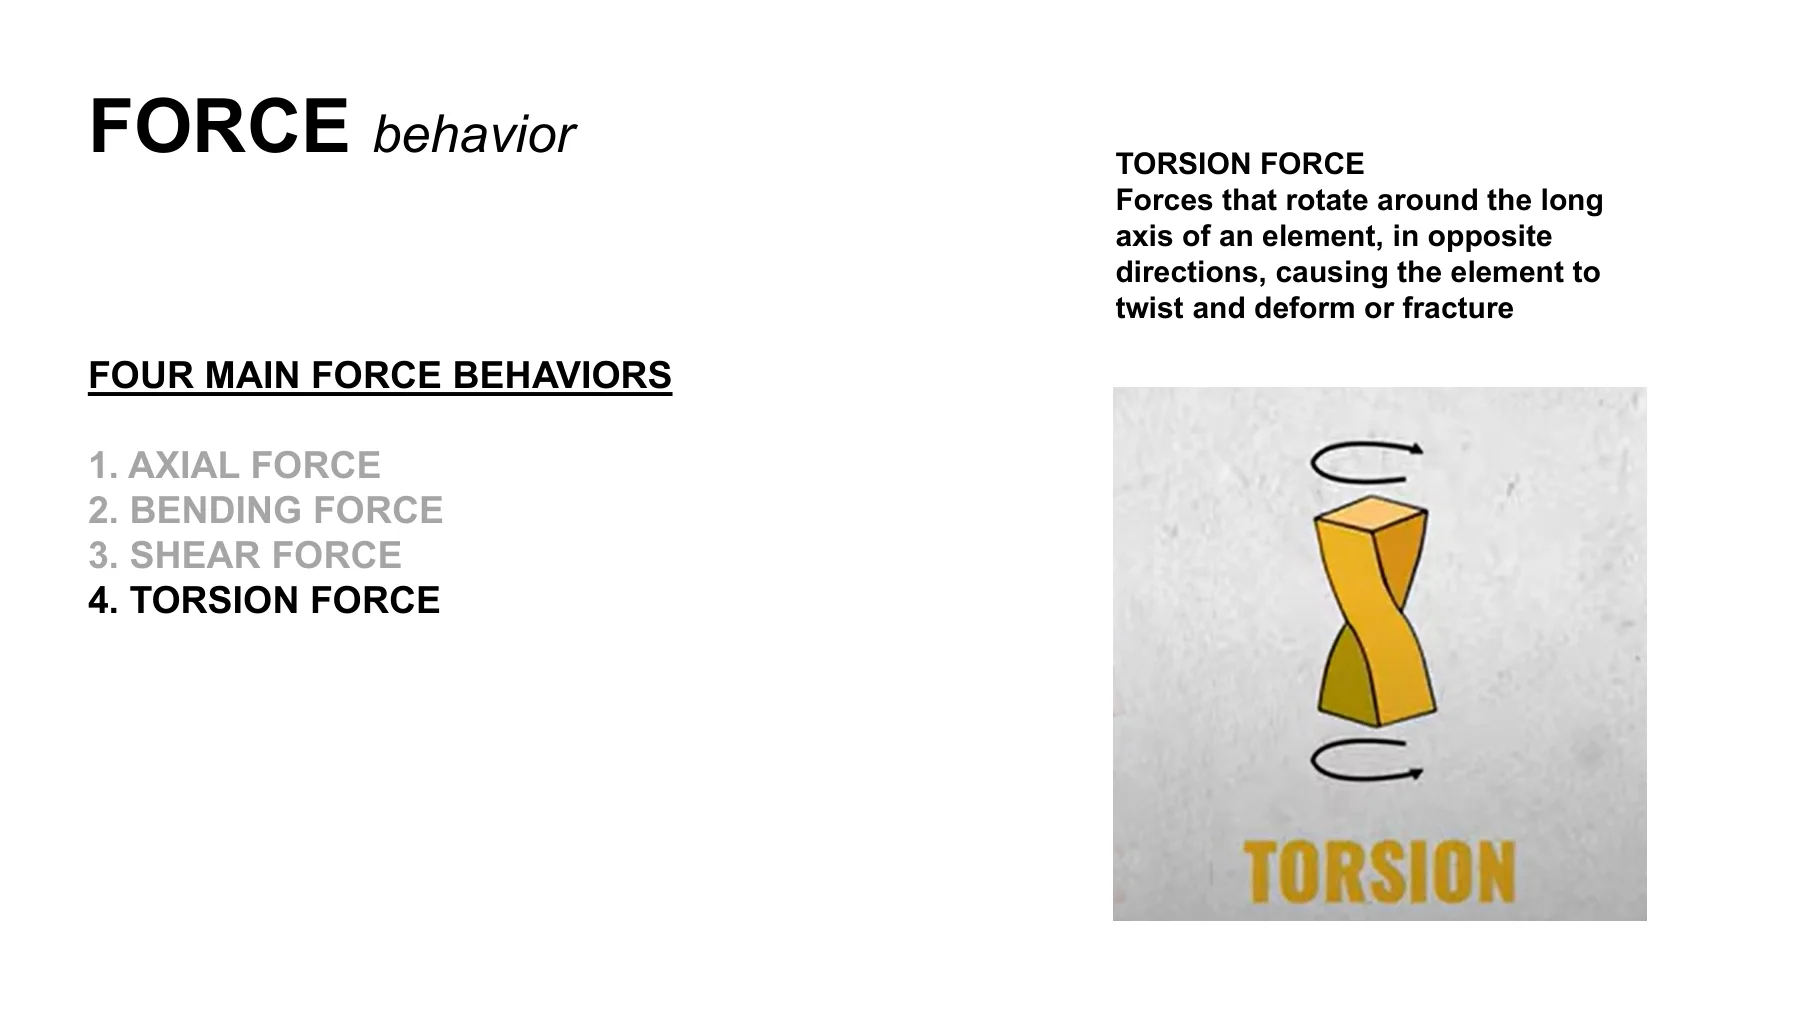 FORCE behavior
FOUR MAIN FORCE BEHAVIORS
1. AXIAL FORCE
2. BENDING FORCE
3. SHEAR FORCE
4. TORSION FORCE
TORSION FORCE
Forces that rotate around the long
axis of an element, in opposite
directions, causing the element to
twist and deform or fracture
TORSION